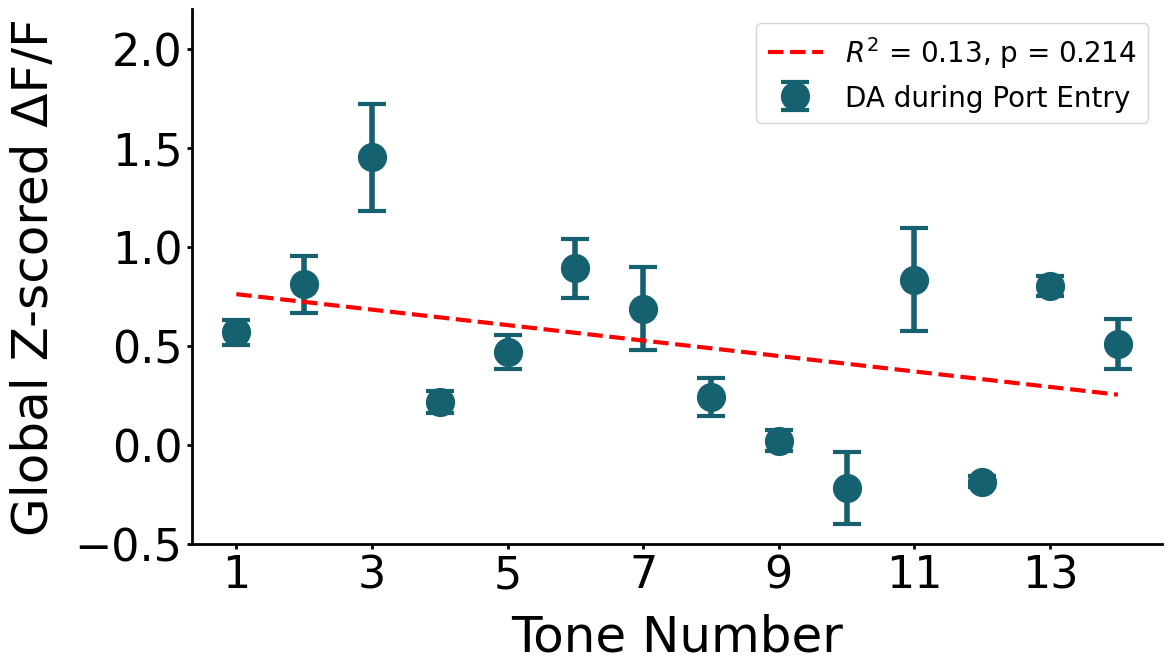 Global Z-scored ΔF/F
2.0
1.5
1.0
0.5
0.0
−0.5
1 3 5 7 9 11 13
Tone Number
R² = 0.13, p = 0.214
DA during Port Entry